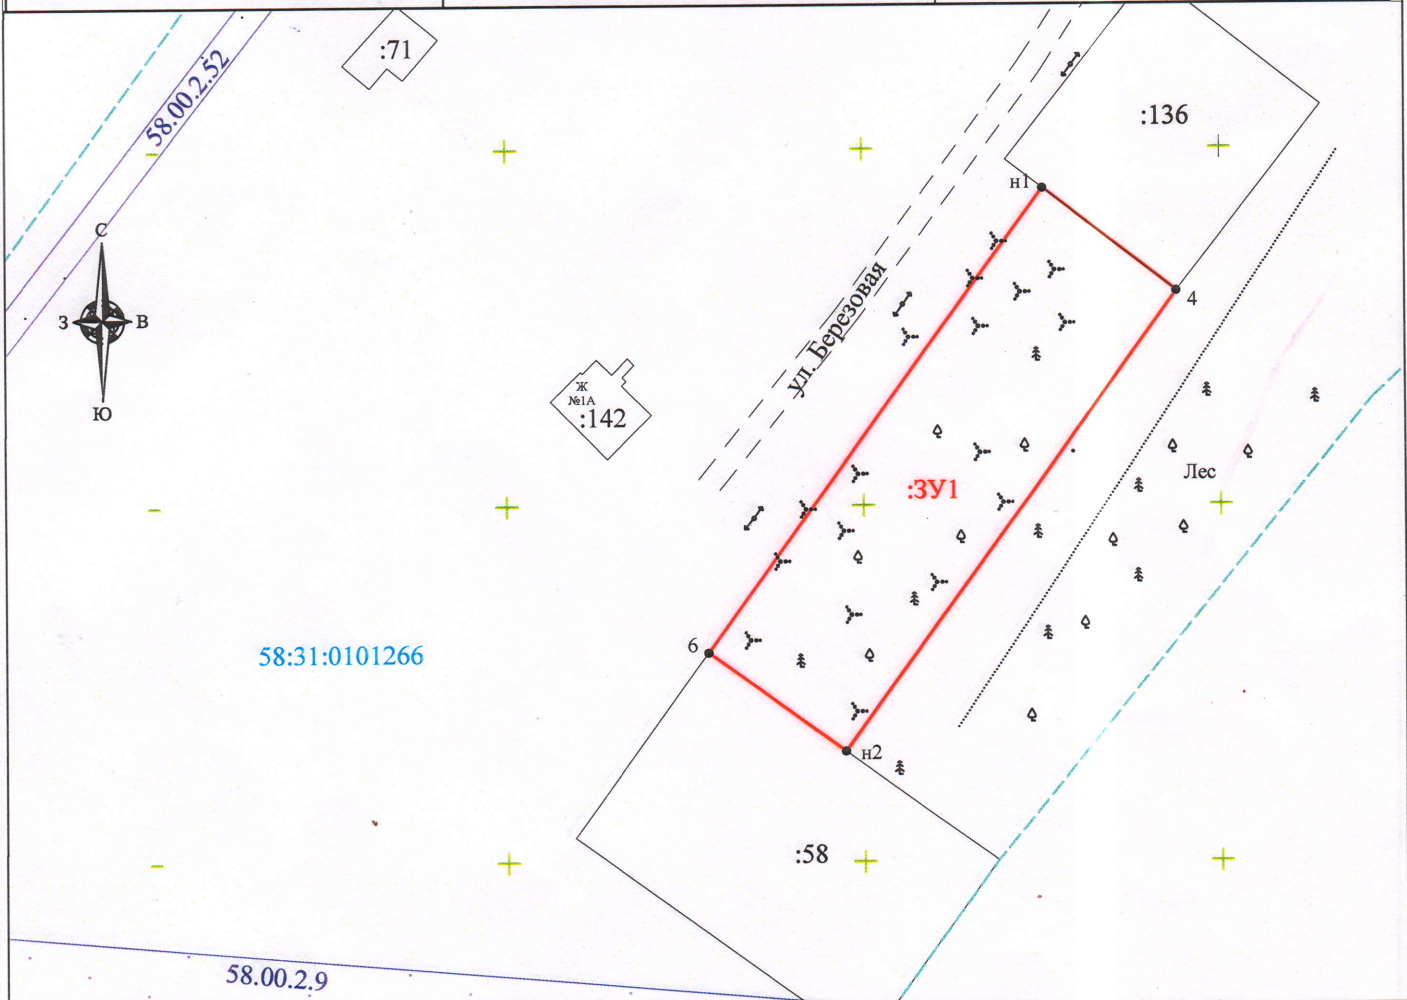 :71
58.00.2.52
:136
н1
4
С
З
В
Ю
ул. Березовая
Ж
№1А
:142
:ЗУ1
Лес
6
58:31:0101266
н2
:58
58.00.2.9